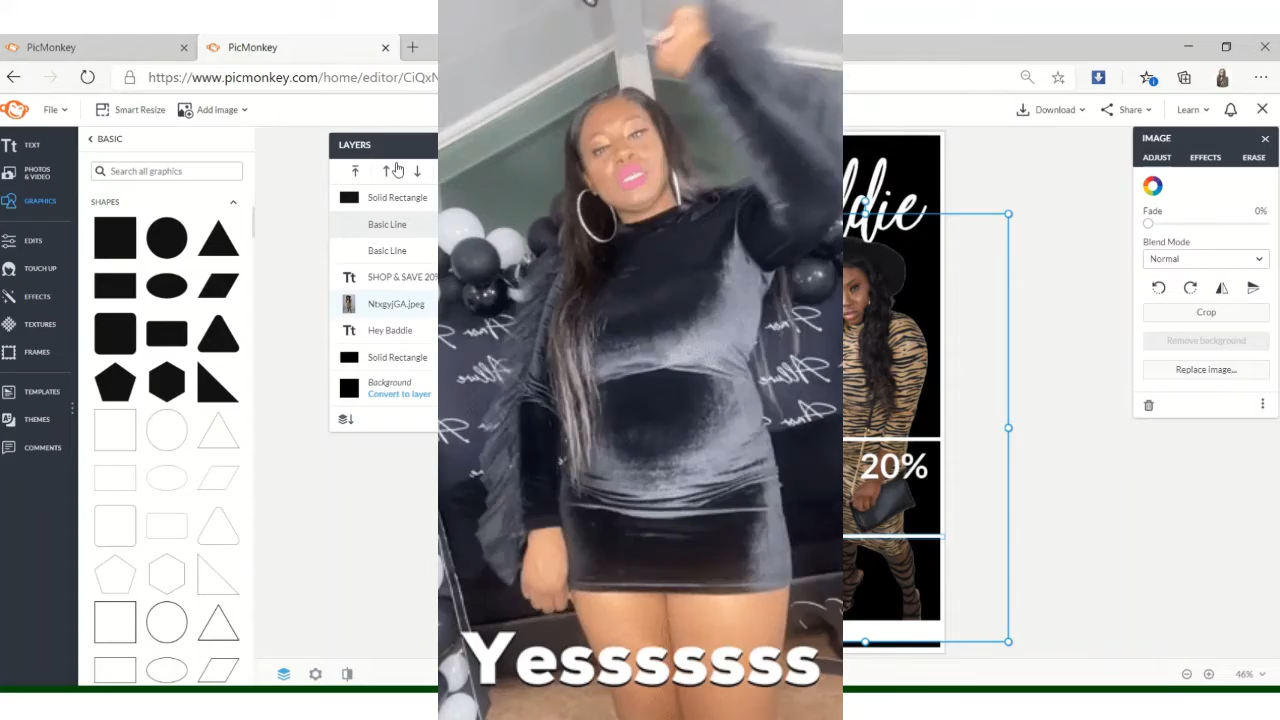 PicMonkey
PicMonkey
https://www.picmonkey.com/home/editor/CiQxN
File
Smart Resize
Add Image
Download
Share
Learn
TEXT
PHOTOS
& VIDEO
GRAPHICS
EDITS
TOUCH UP
EFFECTS
TEXTURES
FRAMES
TEMPLATES
THEMES
COMMENTS
BASIC
Search all graphics
SHAPES
LAYERS
Solid Rectangle
Basic Line
Basic Line
Tt SHOP & SAVE 20%
NtxgyjGA.jpeg
Tt Hey Baddie
Solid Rectangle
Background
Convert to layer
Allure
Yesssssss
ddie
20%
IMAGE
ADJUST EFFECTS ERASE
Fade 0%
Blend Mode
Normal
Crop
Remove background
Replace image...
46%